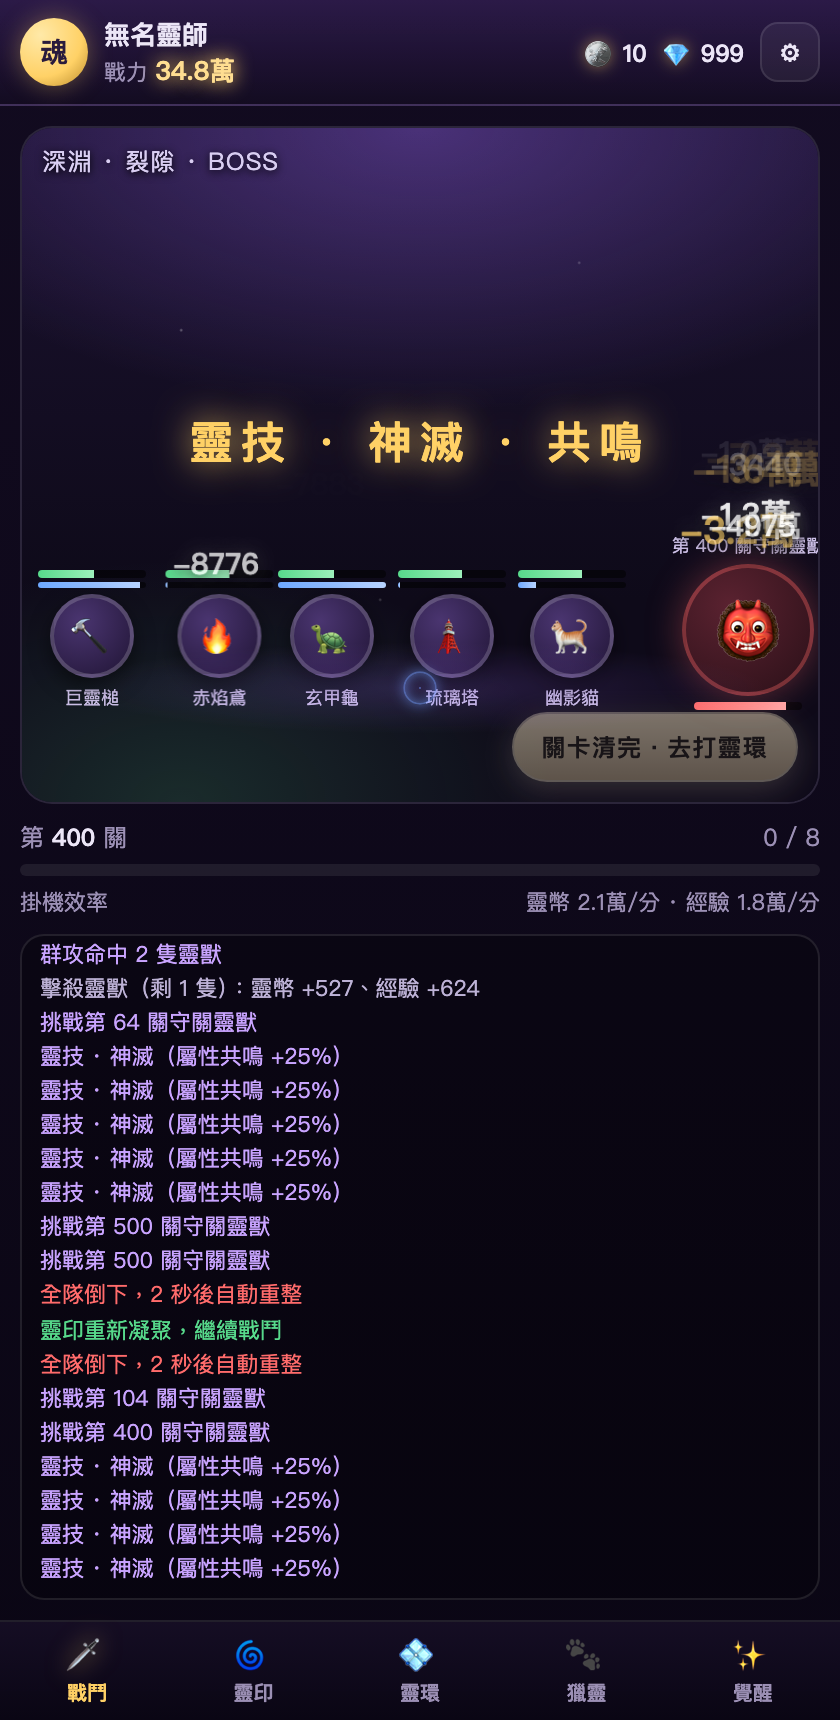 魂
無名靈師
戰力 34.8萬
10
999
深淵 · 裂隙 · BOSS
靈技 · 神滅 · 共鳴
-1.3萬
-4975
-8776
第 400 關守關靈獸
巨靈槌
赤焰鳶
玄甲龜
琉璃塔
幽影貓
關卡清完 · 去打靈環
第 400 關
0 / 8
掛機效率
靈幣 2.1萬/分 · 經驗 1.8萬/分
群攻命中 2 隻靈獸
擊殺靈獸（剩 1 隻）：靈幣 +527、經驗 +624
挑戰第 64 關守關靈獸
靈技 · 神滅（屬性共鳴 +25%）
靈技 · 神滅（屬性共鳴 +25%）
靈技 · 神滅（屬性共鳴 +25%）
靈技 · 神滅（屬性共鳴 +25%）
靈技 · 神滅（屬性共鳴 +25%）
挑戰第 500 關守關靈獸
挑戰第 500 關守關靈獸
全隊倒下，2 秒後自動重整
靈印重新凝聚，繼續戰鬥
全隊倒下，2 秒後自動重整
挑戰第 104 關守關靈獸
挑戰第 400 關守關靈獸
靈技 · 神滅（屬性共鳴 +25%）
靈技 · 神滅（屬性共鳴 +25%）
靈技 · 神滅（屬性共鳴 +25%）
靈技 · 神滅（屬性共鳴 +25%）
戰鬥
靈印
靈環
獵靈
覺醒